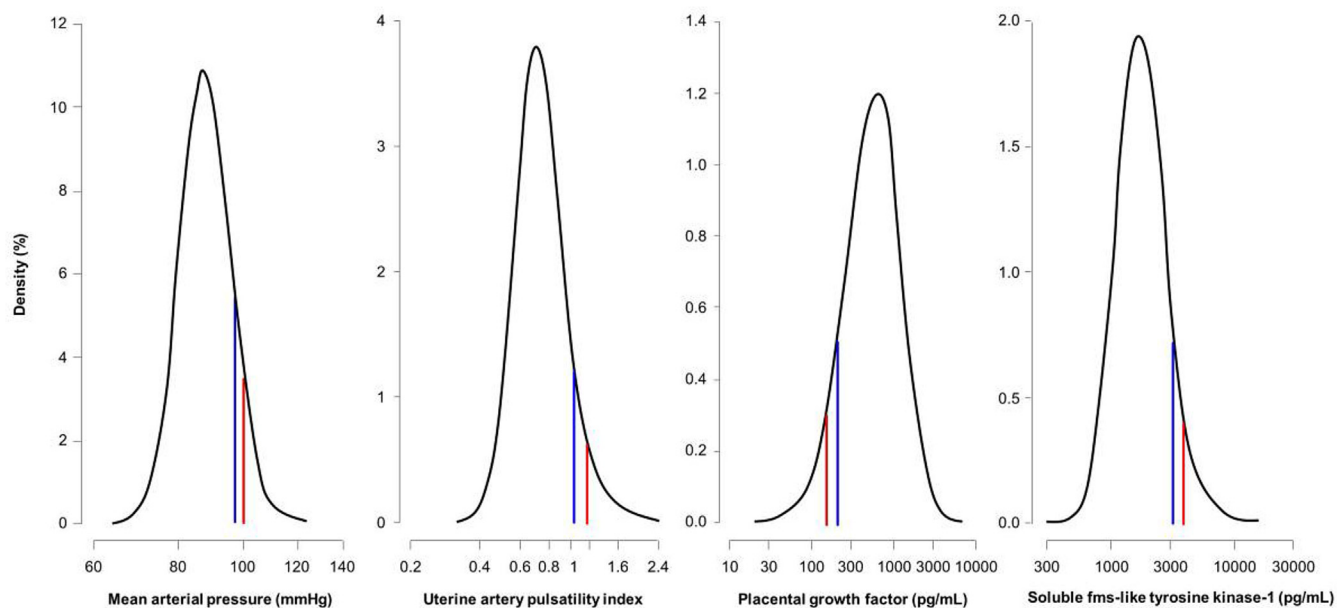 Density (%)
12
10
8
6
4
2
0
60 80 100 120 140
Mean arterial pressure (mmHg)
4
3
2
1
0
0.2 0.4 0.6 0.8 1 1.6 2.4
Uterine artery pulsatility index
1.4
1.2
1.0
0.8
0.6
0.4
0.2
0.0
10 30 100 300 1000 3000 10000
Placental growth factor (pg/mL)
2.0
1.5
1.0
0.5
0.0
300 1000 3000 10000 30000
Soluble fms-like tyrosine kinase-1 (pg/mL)